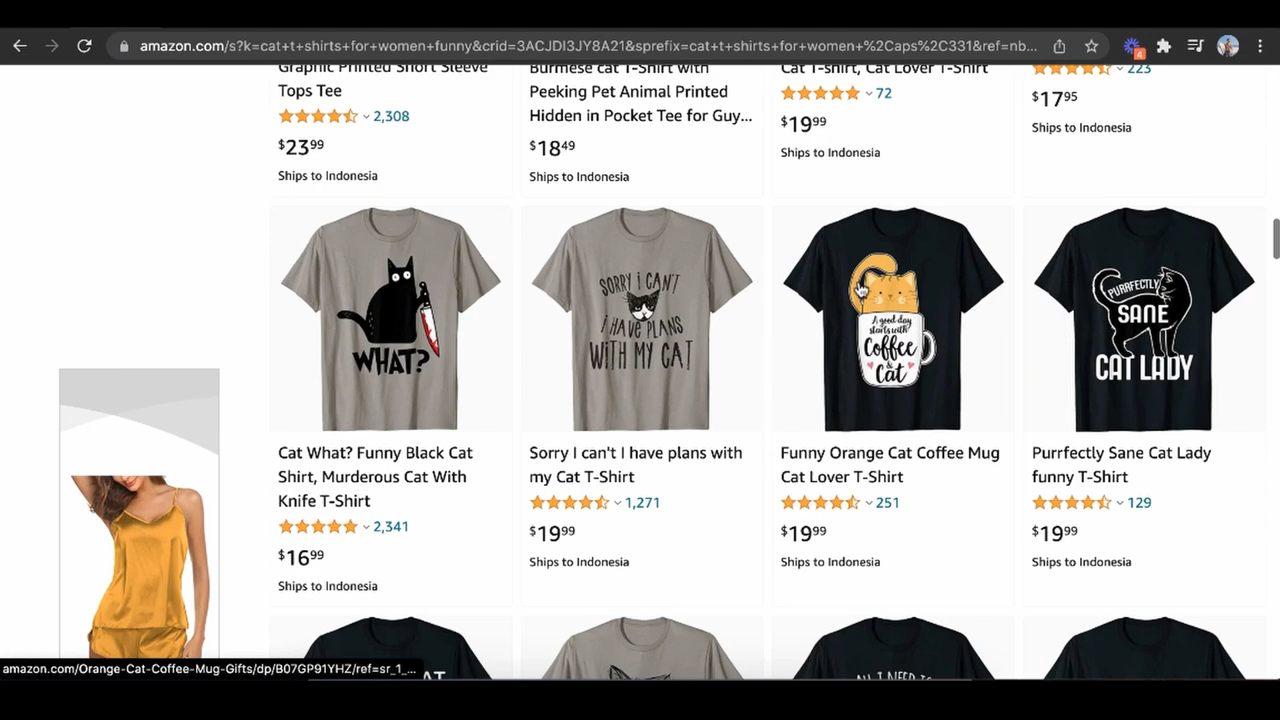 amazon.com/s?k=cat+t+shirts+for+women+funny&crid=3ACJDI3JY8A21&sprefix=cat+t+shirts+for+women+%2Caps%2C331&ref=nb...
4
Graphic Printed Short Sleeve
Tops Tee
2,308
$23 99
Ships to Indonesia
Burmese cat T-Shirt with
Peeking Pet Animal Printed
Hidden in Pocket Tee for Guy...
$18 49
Ships to Indonesia
Cat T-shirt, Cat Lover T-Shirt
72
$19 99
Ships to Indonesia
223
$17 95
Ships to Indonesia
WHAT?
SORRY i CAN'T
i HAVE PLANS
WiTH MY CAT
A good day
starts with
Coffee
&
Cat
PURRFECTLY
SANE
CAT LADY
Cat What? Funny Black Cat
Shirt, Murderous Cat With
Knife T-Shirt
2,341
$16 99
Ships to Indonesia
Sorry I can't I have plans with
my Cat T-Shirt
1,271
$19 99
Ships to Indonesia
Funny Orange Cat Coffee Mug
Cat Lover T-Shirt
251
$19 99
Ships to Indonesia
Purrfectly Sane Cat Lady
funny T-Shirt
129
$19 99
Ships to Indonesia
ALL I NEED IS
amazon.com/Orange-Cat-Coffee-Mug-Gifts/dp/B07GP91YHZ/ref=sr_1_...